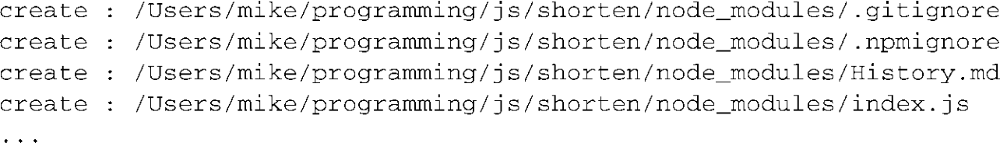 create : /Users/mike/programming/js/shorten/node_modules/.gitignore
create : /Users/mike/programming/js/shorten/node_modules/.npmignore
create : /Users/mike/programming/js/shorten/node_modules/History.md
create : /Users/mike/programming/js/shorten/node_modules/index.js
...